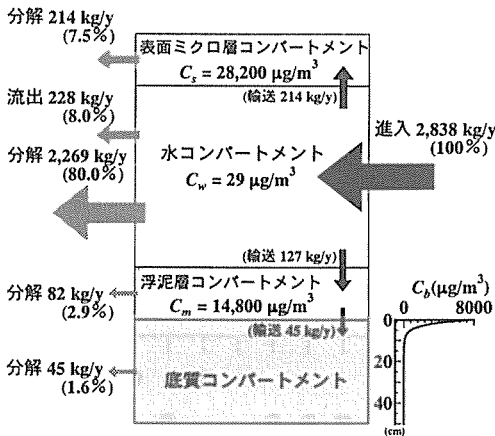 分解 214 kg/y
(7.5%)
表面ミクロ層コンパートメント
Cs = 28,200 μg/m3
(輸送 214 kg/y)
流出 228 kg/y
(8.0%)
分解 2,269 kg/y
(80.0%)
水コンパートメント
Cw = 29 μg/m3
進入 2,838 kg/y
(100%)
(輸送 127 kg/y)
浮泥層コンパートメント
Cm = 14,800 μg/m3
分解 82 kg/y
(2.9%)
(輸送 45 kg/y)
分解 45 kg/y
(1.6%)
底質コンパートメント
Cb(μg/m3)
0 8000
0
20
40
(cm)